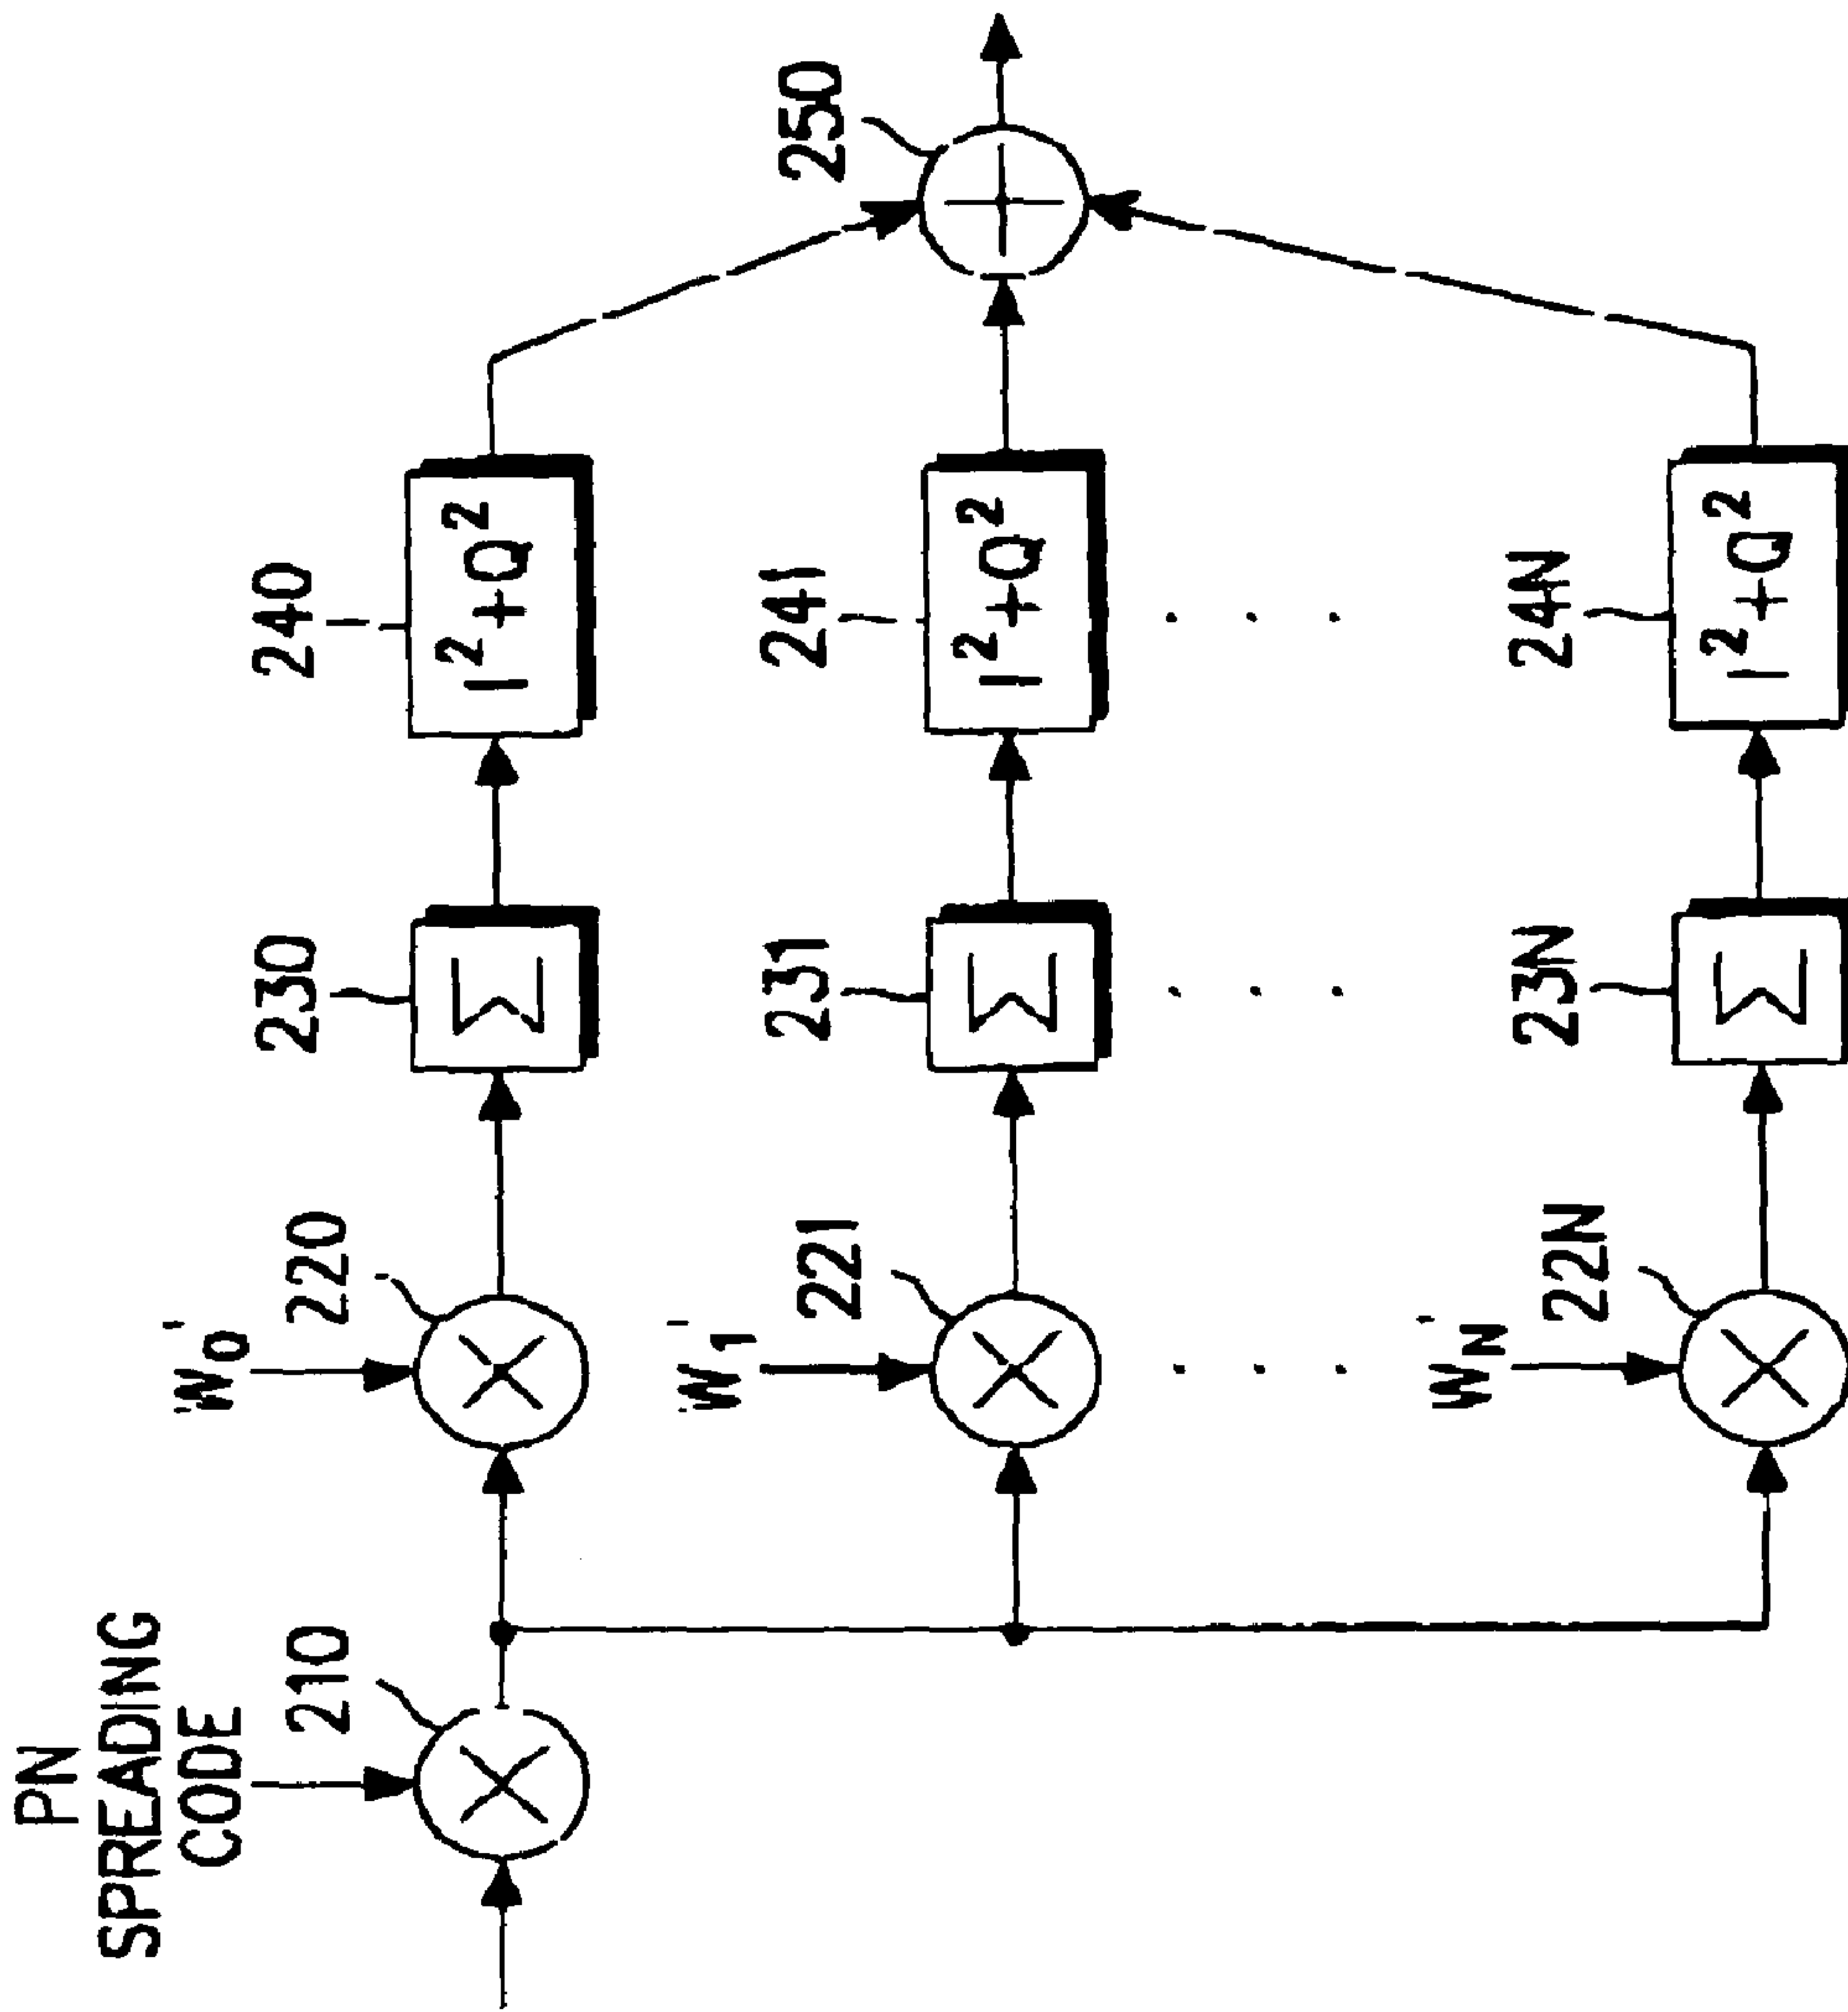 PN
SPREADING
CODE
210
'W0'
220
230
Σ
240
I²+Q²
250
'W1'
221
231
Σ
241
I²+Q²
'WN'
22N
23N
Σ
24N
I²+Q²